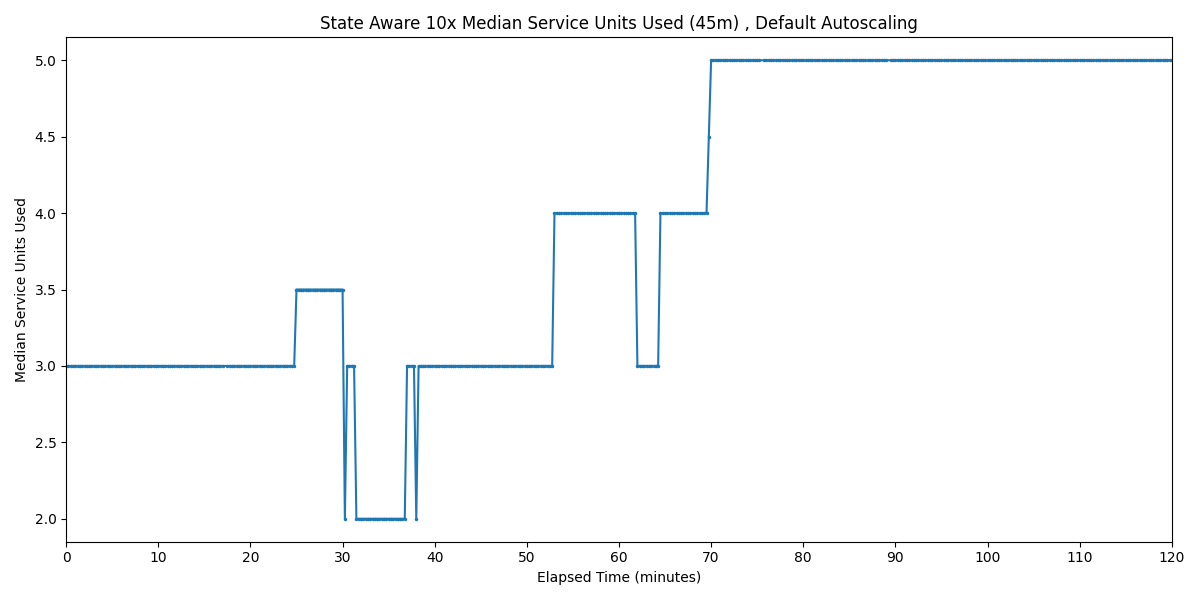 State Aware 10x Median Service Units Used (45m) , Default Autoscaling
Median Service Units Used
5.0
4.5
4.0
3.5
3.0
2.5
2.0
0 10 20 30 40 50 60 70 80 90 100 110 120
Elapsed Time (minutes)